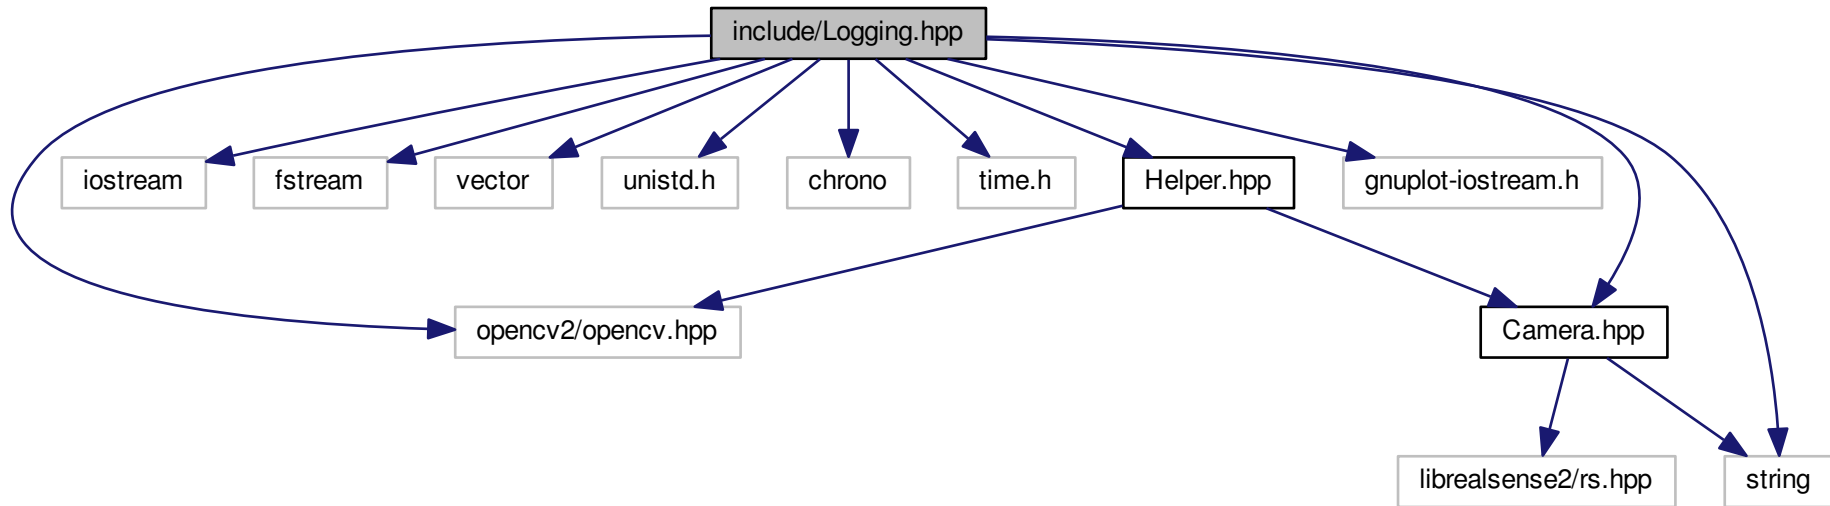 include/Logging.hpp
iostream
fstream
vector
unistd.h
chrono
time.h
Helper.hpp
gnuplot-iostream.h
opencv2/opencv.hpp
Camera.hpp
librealsense2/rs.hpp
string